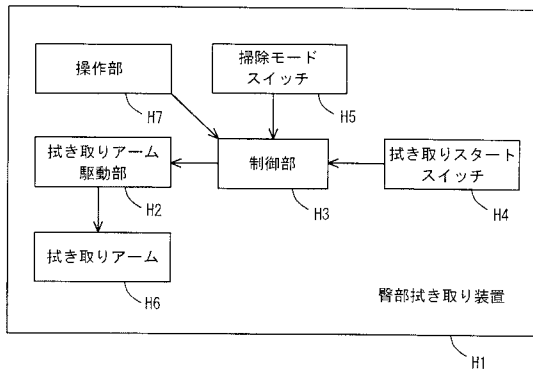 操作部
H7
掃除モード
スイッチ
H5
拭き取りアーム
駆動部
H2
制御部
H3
拭き取りスタート
スイッチ
H4
拭き取りアーム
H6
臀部拭き取り装置
H1